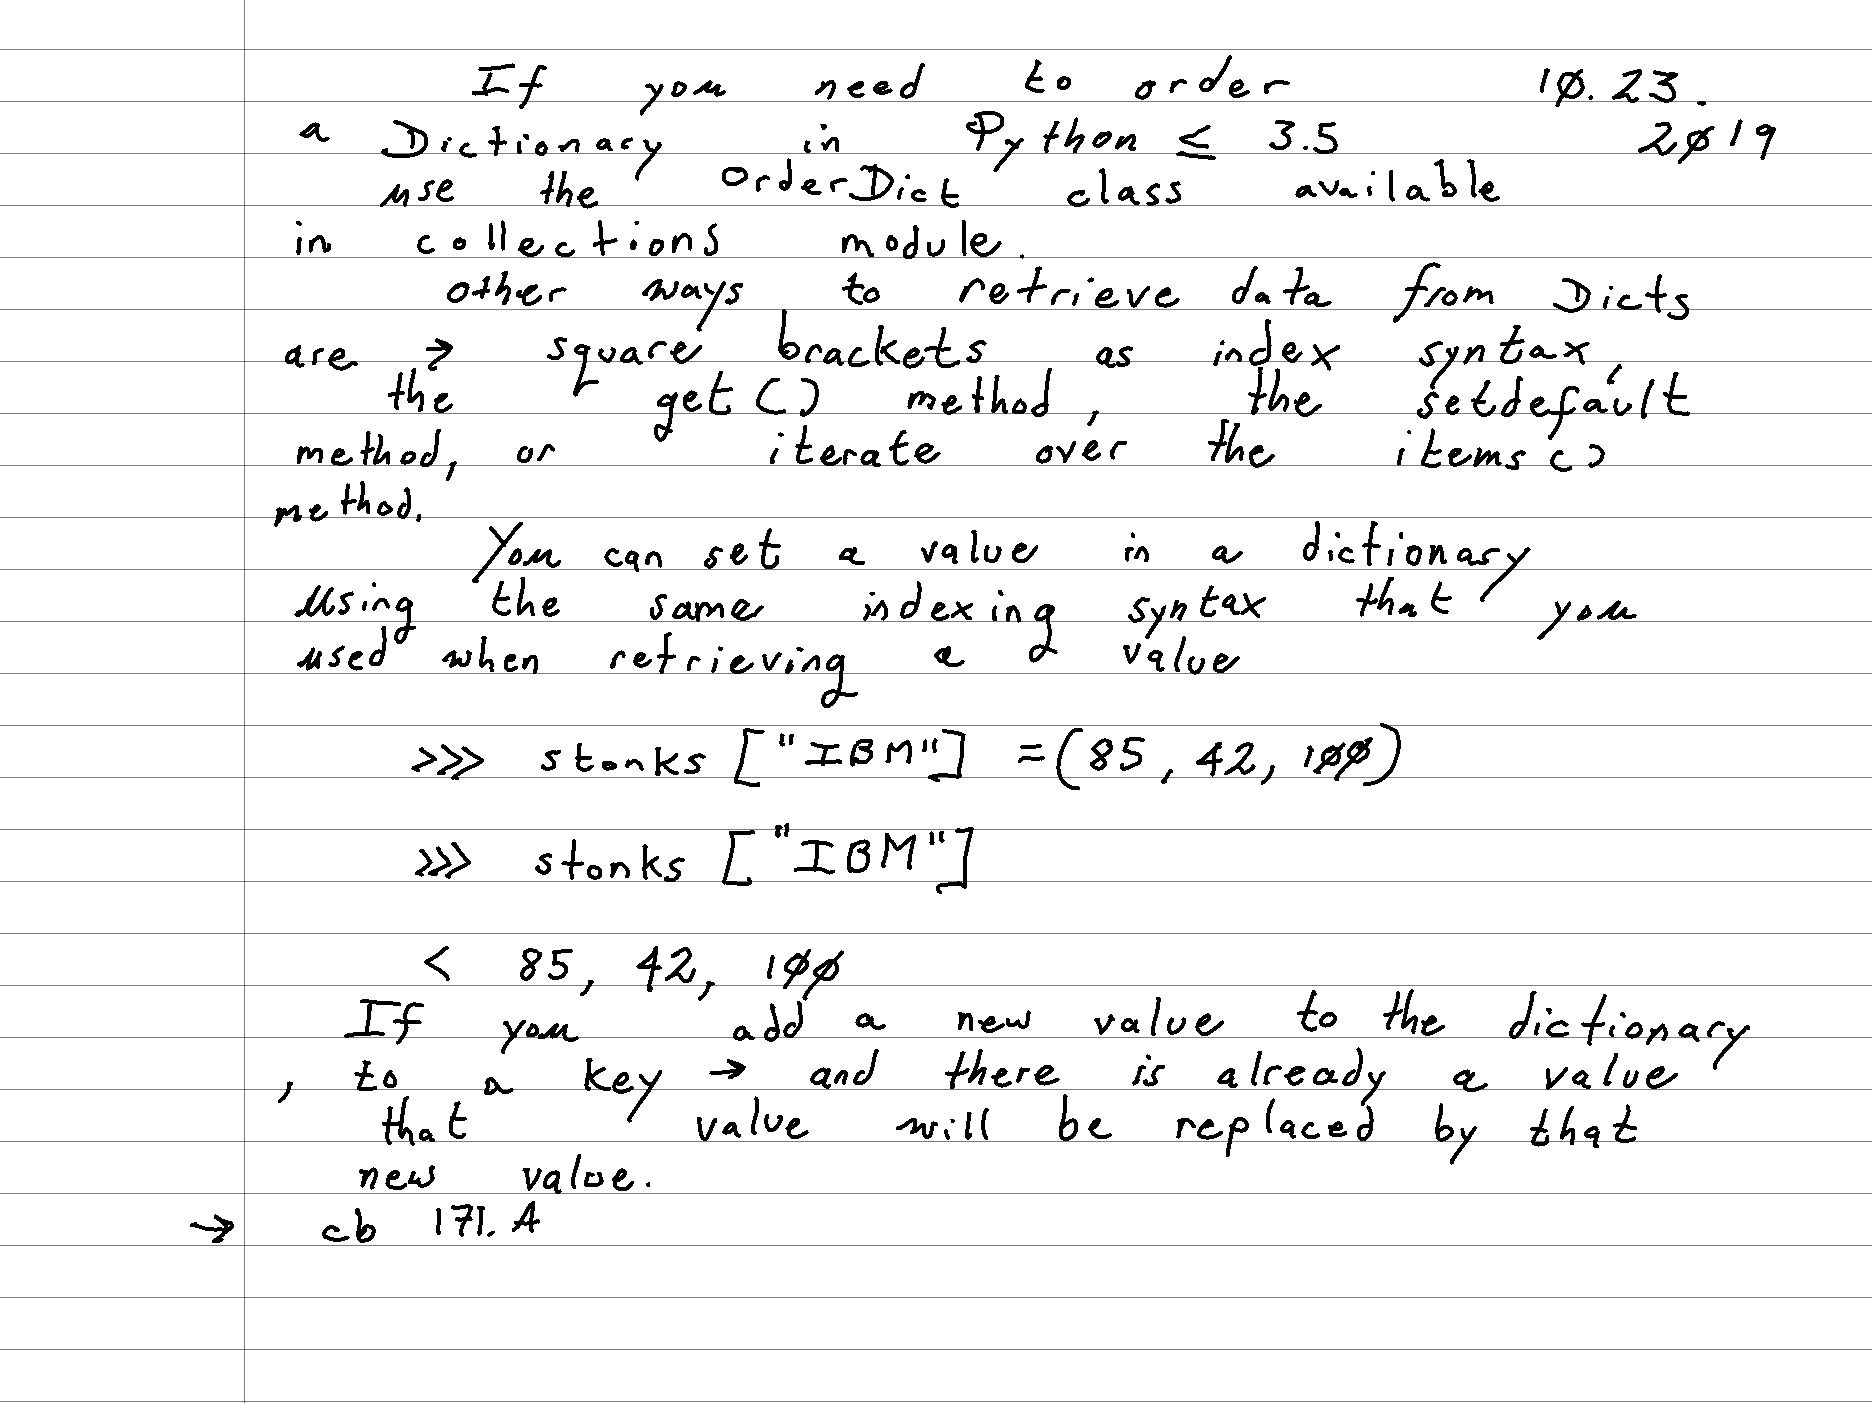 If you need to order 10.23.
a Dictionary in Python ≤ 3.5 2019
use the OrderDict class available
in collections module.
other ways to retrieve data from Dicts
are → square brackets as index syntax,
the get() method, the setdefault
method, or iterate over the items()
method.
You can set a value in a dictionary
using the same indexing syntax that you
used when retrieving a value
>>> stonks ["IBM"] = (85, 42, 100)
>>> stonks ["IBM"]
< 85, 42, 100
If you add a new value to the dictionary
, to a key → and there is already a value
that value will be replaced by that
new value.
→ cb 171. A